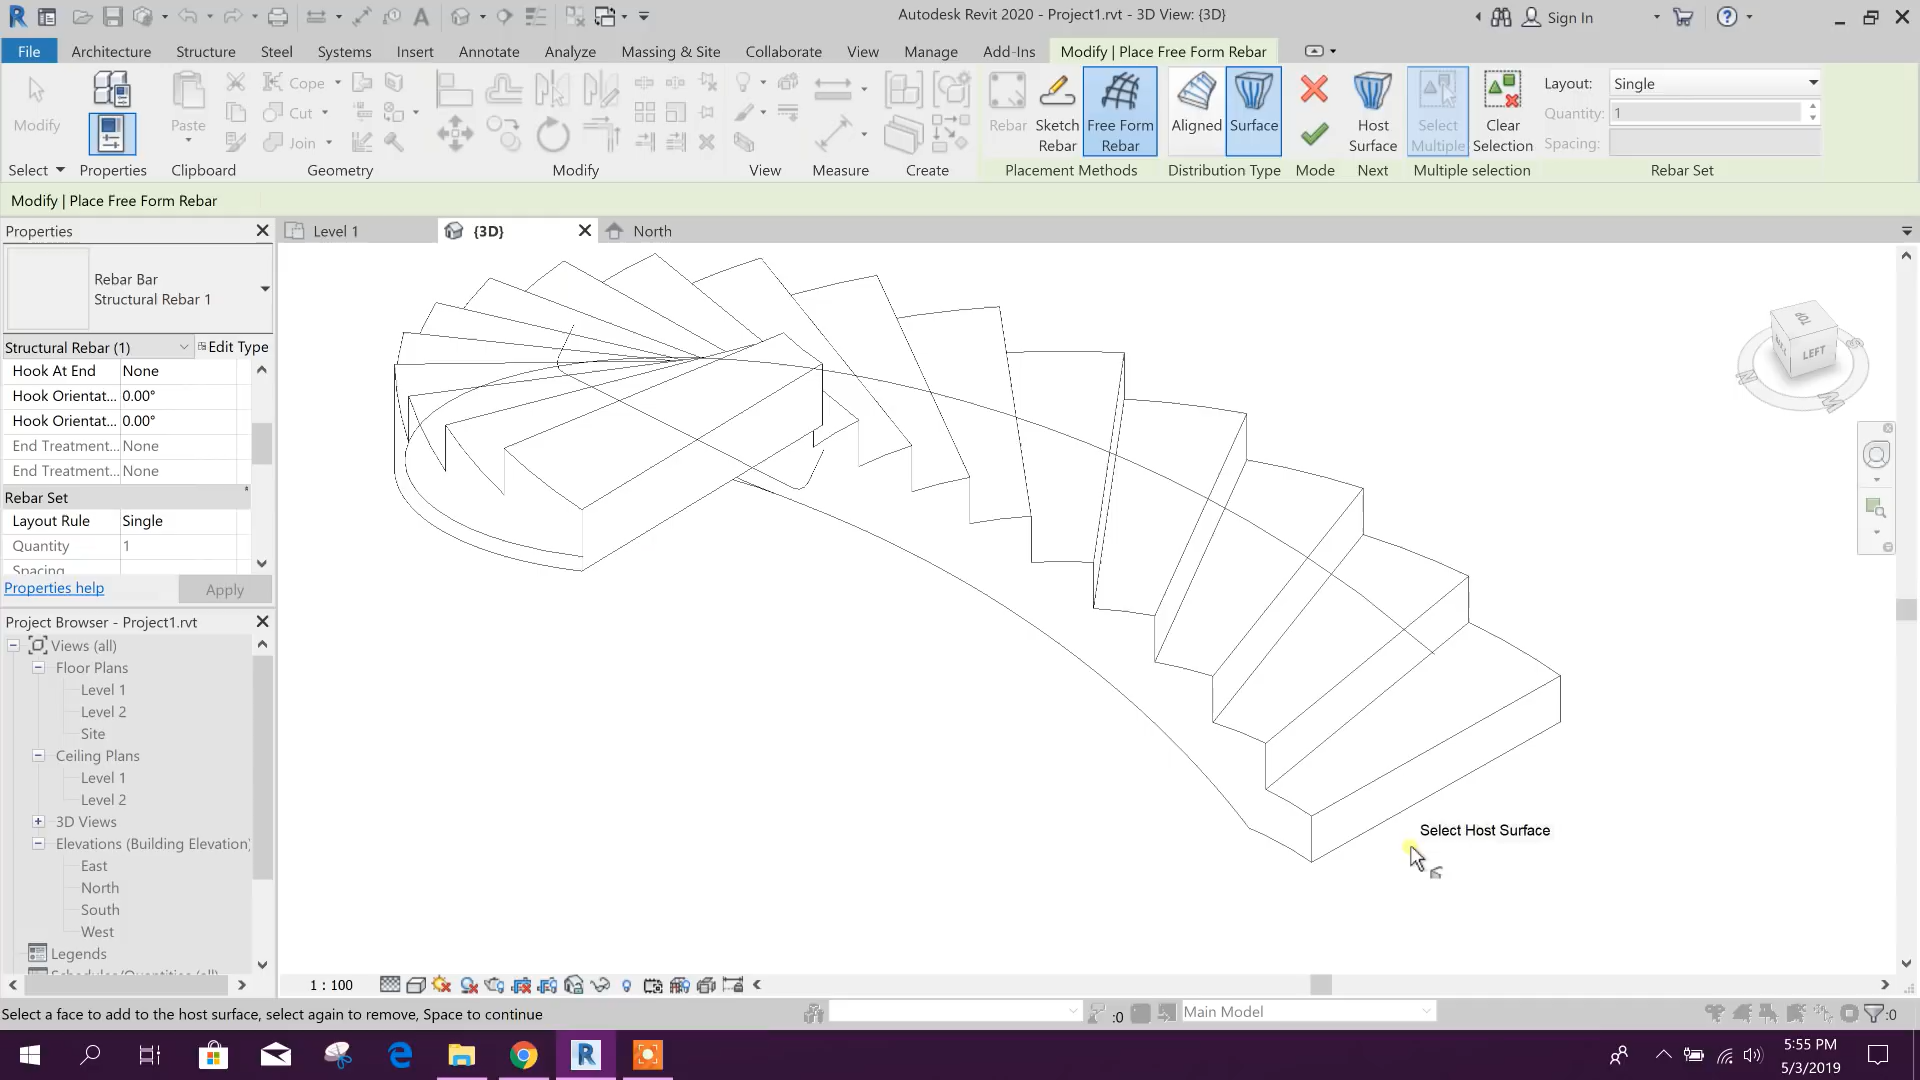 Autodesk Revit 2020 - Project1.rvt - 3D View: {3D}
Sign In
File Architecture Structure Steel Systems Insert Annotate Analyze Massing & Site Collaborate View Manage Add-Ins Modify | Place Free Form Rebar
Modify
Paste
Cope
Cut
Join
Rebar
Sketch Rebar
Free Form Rebar
Aligned
Surface
Host Surface
Select Multiple
Clear Selection
Layout: Single
Quantity: 1
Spacing:
Select Properties Clipboard Geometry Modify View Measure Create Placement Methods Distribution Type Mode Next Multiple selection Rebar Set
Modify | Place Free Form Rebar
Properties
Level 1
{3D}
North
Rebar Bar
Structural Rebar 1
Structural Rebar (1) Edit Type
Hook At End None
Hook Orientat... 0.00°
Hook Orientat... 0.00°
End Treatment... None
End Treatment... None
Rebar Set
Layout Rule Single
Quantity 1
Spacing
Properties help Apply
Project Browser - Project1.rvt
Views (all)
Floor Plans
Level 1
Level 2
Site
Ceiling Plans
Level 1
Level 2
3D Views
Elevations (Building Elevation)
East
North
South
West
Legends
Schedules/Quantities (all)
TOP
LEFT
Select Host Surface
1 : 100
Select a face to add to the host surface, select again to remove, Space to continue
:0
Main Model
:0
5:55 PM
5/3/2019